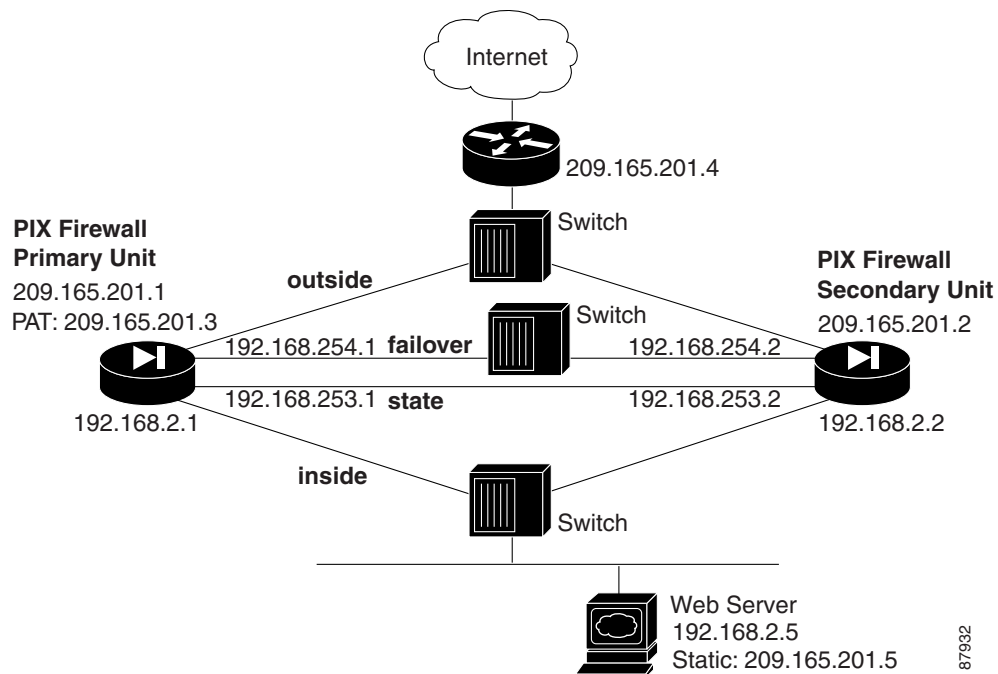 Internet
209.165.201.4
Switch
PIX Firewall
Primary Unit
209.165.201.1
PAT: 209.165.201.3
outside
PIX Firewall
Secondary Unit
209.165.201.2
Switch
192.168.254.1 failover 192.168.254.2
192.168.253.1 state 192.168.253.2
192.168.2.1
192.168.2.2
inside
Switch
Web Server
192.168.2.5
Static: 209.165.201.5
87932